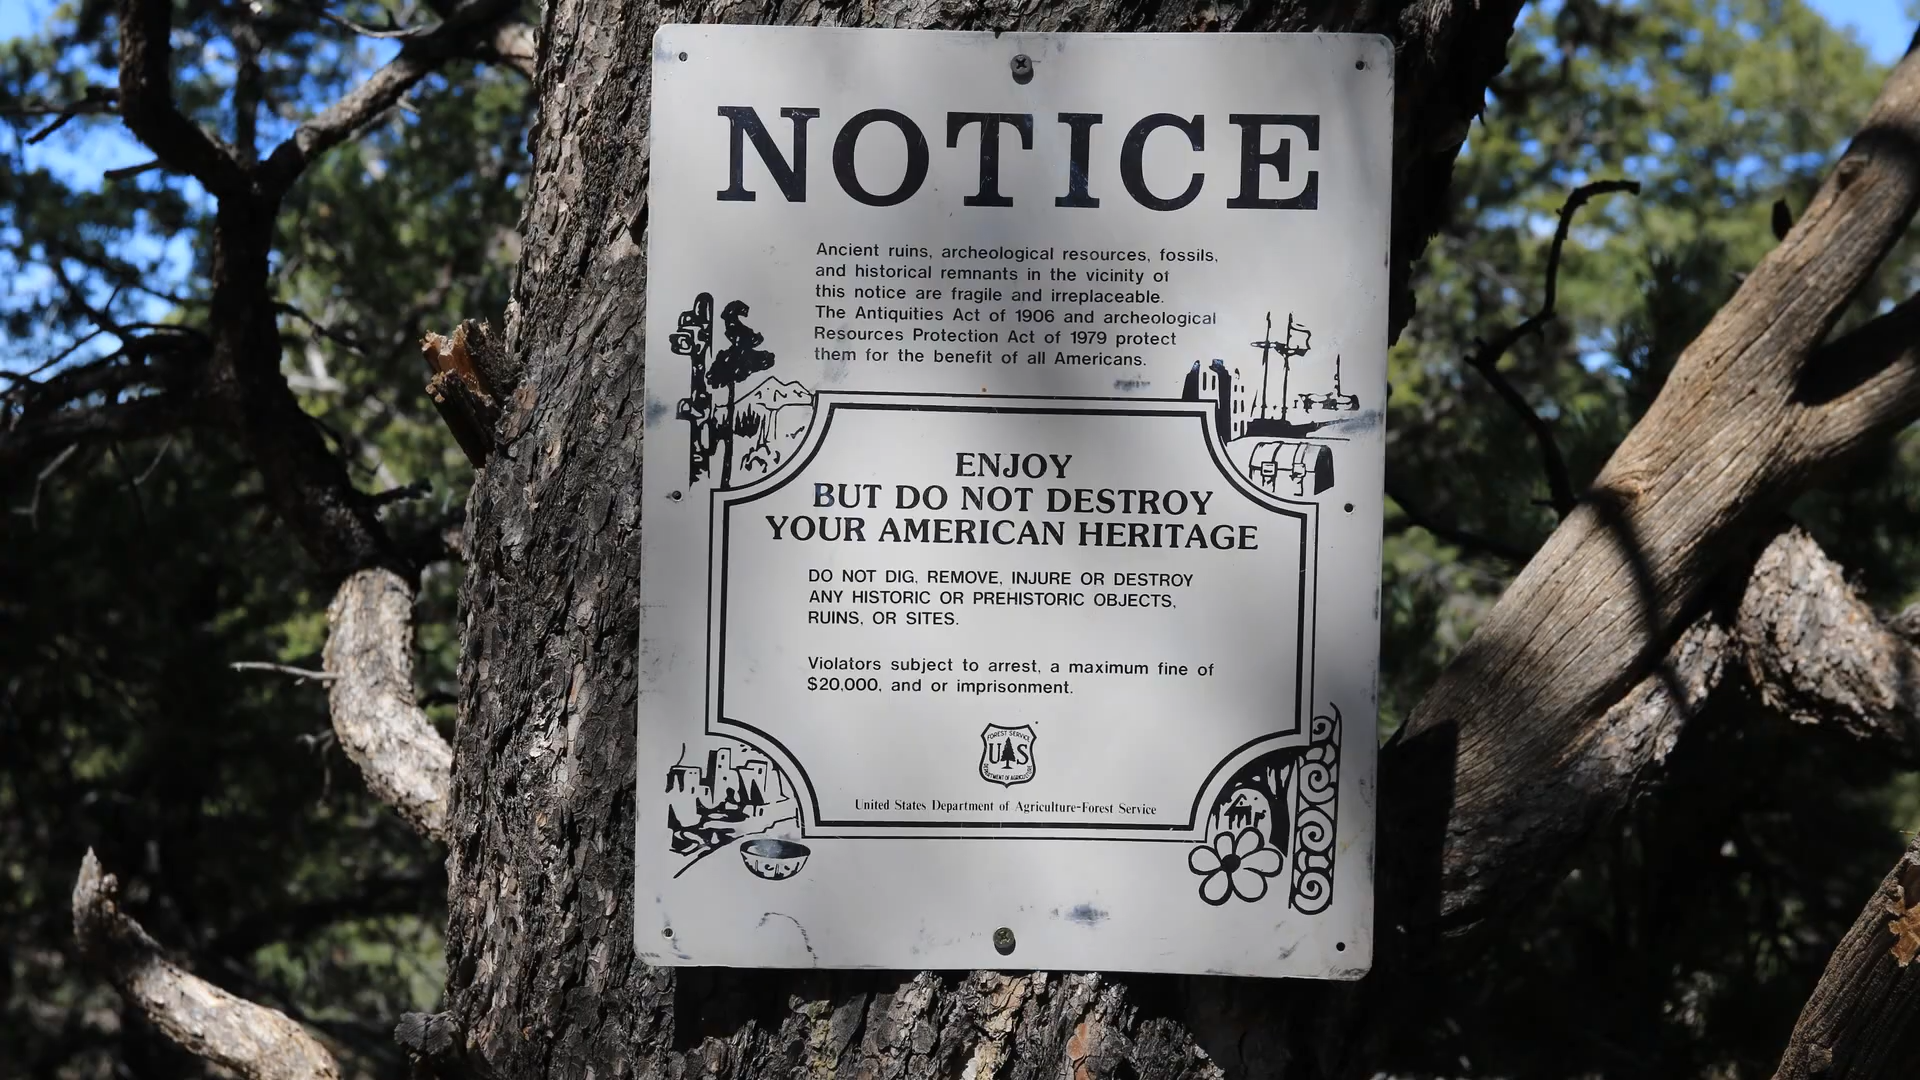 NOTICE
Ancient ruins, archeological resources, fossils,
and historical remnants in the vicinity of
this notice are fragile and irreplaceable.
The Antiquities Act of 1906 and archeological
Resources Protection Act of 1979 protect
them for the benefit of all Americans.
ENJOY
BUT DO NOT DESTROY
YOUR AMERICAN HERITAGE
DO NOT DIG, REMOVE, INJURE OR DESTROY
ANY HISTORIC OR PREHISTORIC OBJECTS,
RUINS, OR SITES.
Violators subject to arrest, a maximum fine of
$20,000, and or imprisonment.
FOREST SERVICE
U S
DEPARTMENT OF AGRICULTURE
United States Department of Agriculture-Forest Service